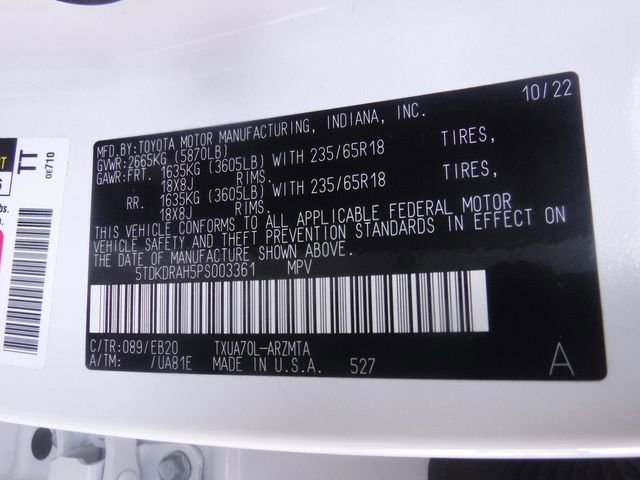 10/22
MFD.BY:TOYOTA MOTOR MANUFACTURING, INDIANA, INC.
GVWR:2665KG (5870LB)
GAWR:FRT. 1635KG (3605LB) WITH 235/65R18 TIRES,
18X8J RIMS.
RR. 1635KG (3605LB) WITH 235/65R18 TIRES,
18X8J RIMS.
THIS VEHICLE CONFORMS TO ALL APPLICABLE FEDERAL MOTOR
VEHICLE SAFETY AND THEFT PREVENTION STANDARDS IN EFFECT ON
THE DATE OF MANUFACTURE SHOWN ABOVE.
5TDKDRAH5PS003361 MPV
C/TR:089/EB20 TXUA70L-ARZMTA
A/TM: /UA81E MADE IN U.S.A. 527
A
TT
0E710